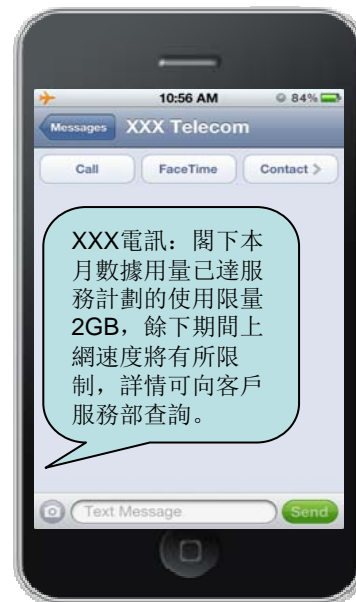 10:56 AM 84%
Messages XXX Telecom
Call FaceTime Contact >
XXX電訊：閣下本
月數據用量已達服
務計劃的使用限量
2GB，餘下期間上
網速度將有所限
制，詳情可向客戶
服務部查詢。
Text Message Send